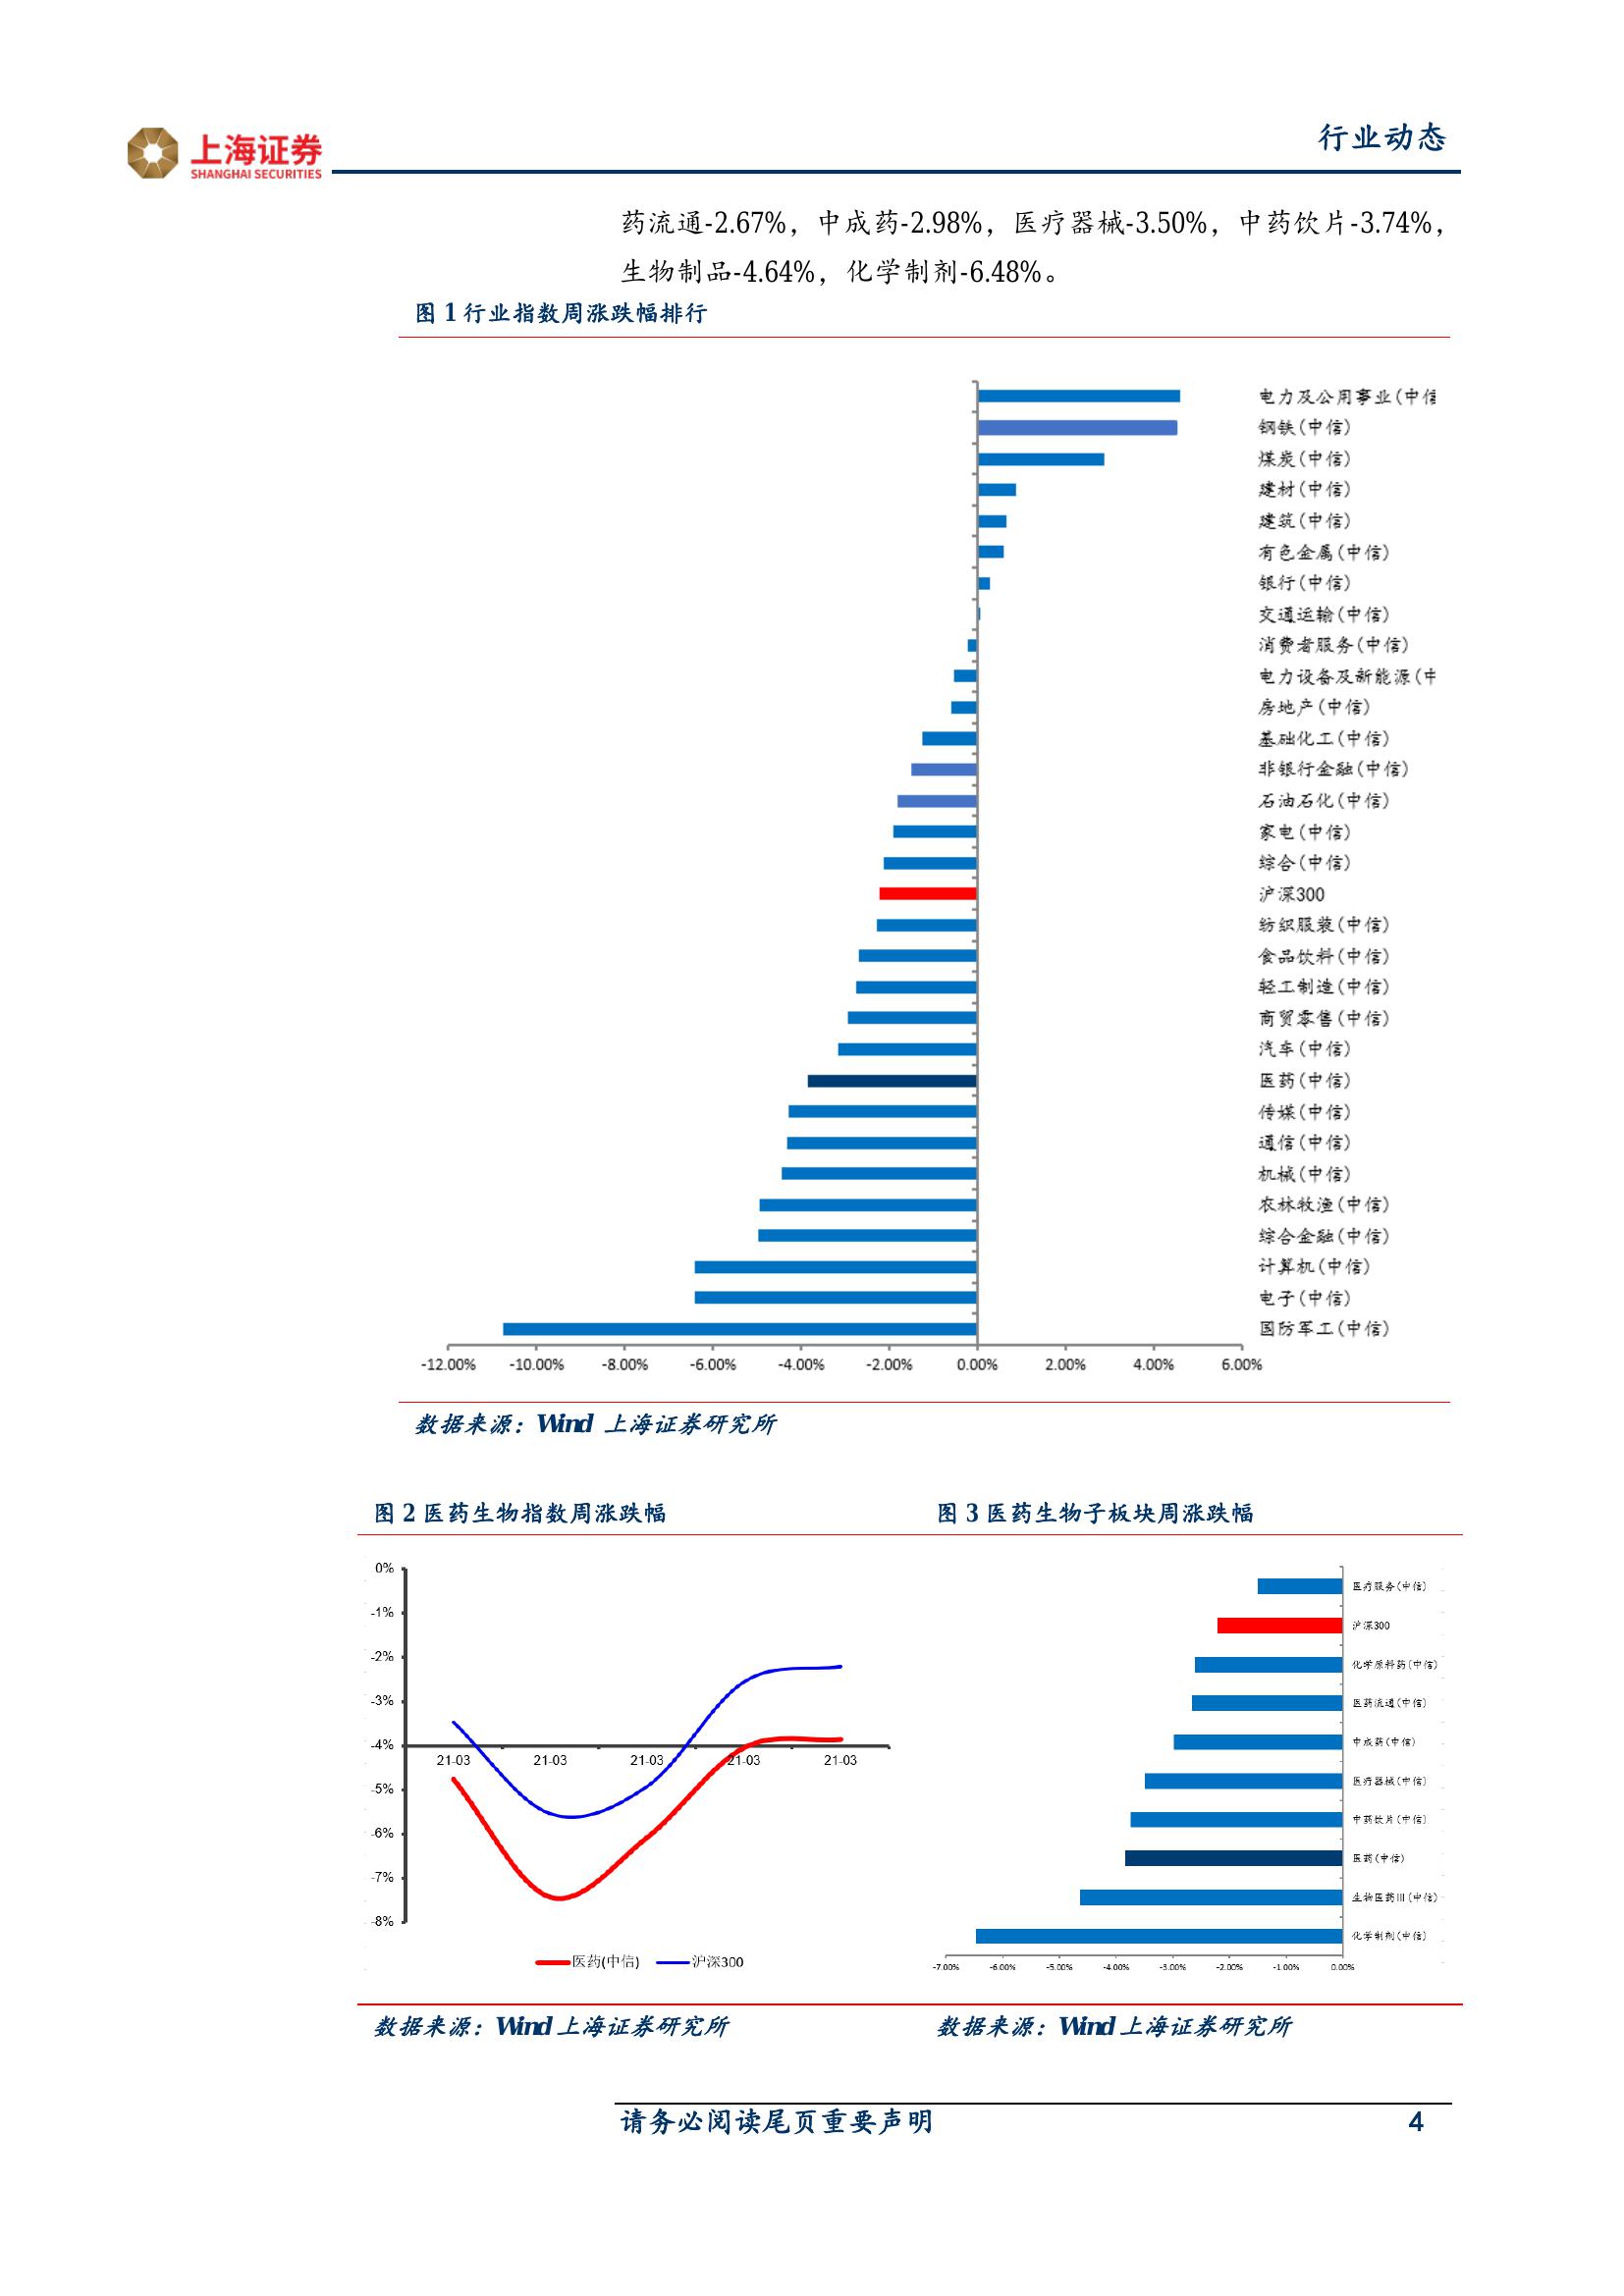 上海证券
SHANGHAI SECURITIES
行业动态
药流通-2.67%，中成药-2.98%，医疗器械-3.50%，中药饮片-3.74%，
生物制品-4.64%，化学制剂-6.48%。
图 1 行业指数周涨跌幅排行
电力及公用事业(中信
钢铁(中信)
煤炭(中信)
建材(中信)
建筑(中信)
有色金属(中信)
银行(中信)
交通运输(中信)
消费者服务(中信)
电力设备及新能源(中
房地产(中信)
基础化工(中信)
非银行金融(中信)
石油石化(中信)
家电(中信)
综合(中信)
沪深300
纺织服装(中信)
食品饮料(中信)
轻工制造(中信)
商贸零售(中信)
汽车(中信)
医药(中信)
传媒(中信)
通信(中信)
机械(中信)
农林牧渔(中信)
综合金融(中信)
计算机(中信)
电子(中信)
国防军工(中信)
-12.00% -10.00% -8.00% -6.00% -4.00% -2.00% 0.00% 2.00% 4.00% 6.00%
数据来源：Wind 上海证券研究所
图 2 医药生物指数周涨跌幅
0%
-1%
-2%
-3%
-4%
-5%
-6%
-7%
-8%
21-03 21-03 21-03 21-03 21-03
医药(中信) 沪深300
数据来源：Wind 上海证券研究所
图 3 医药生物子板块周涨跌幅
医疗服务(中信)
沪深300
化学原料药(中信)
医药流通(中信)
中成药(中信)
医疗器械(中信)
中药饮片(中信)
医药(中信)
生物医药III(中信)
化学制剂(中信)
-7.00% -6.00% -5.00% -4.00% -3.00% -2.00% -1.00% 0.00%
数据来源：Wind 上海证券研究所
请务必阅读尾页重要声明
4